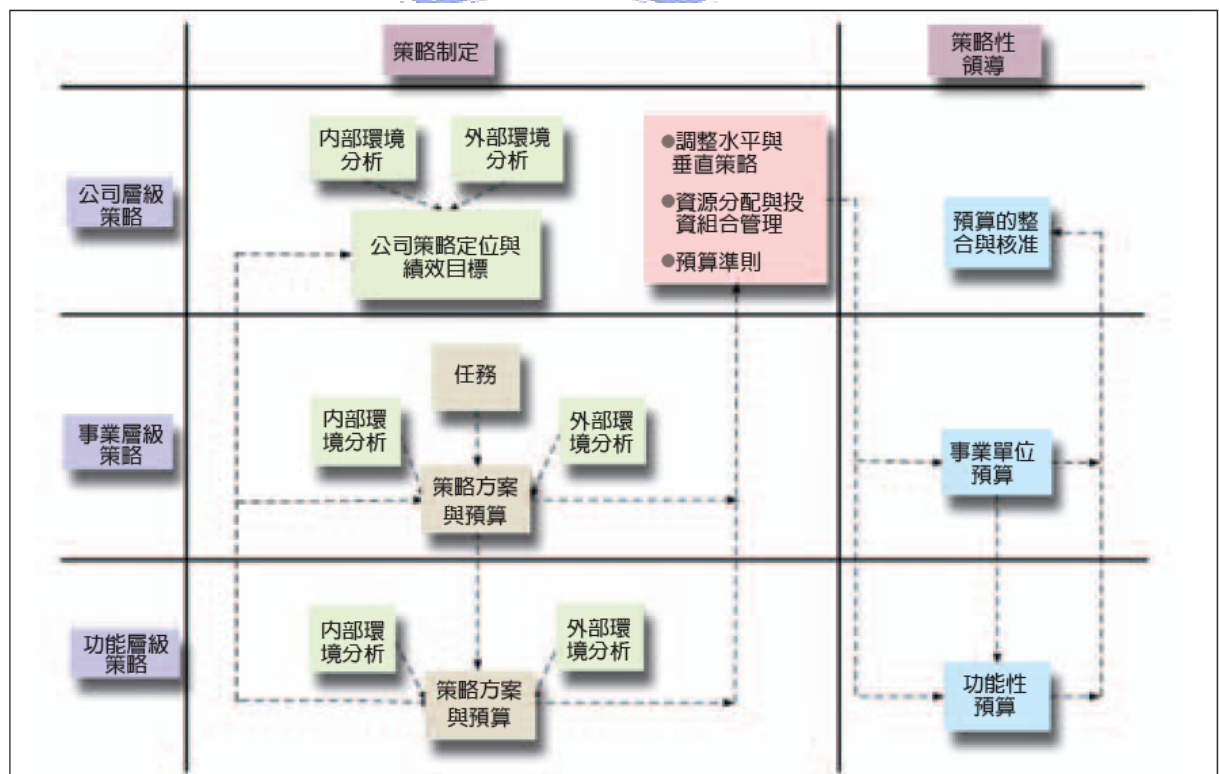 策略制定
策略性
領導
公司層級
策略
內部環境
分析
外部環境
分析
公司策略定位與
績效目標
●調整水平與
垂直策略
●資源分配與投
資組合管理
●預算準則
預算的整
合與核准
事業層級
策略
任務
內部環
境分析
外部環
境分析
策略方案
與預算
事業單位
預算
功能層級
策略
內部環
境分析
外部環
境分析
策略方案
與預算
功能性
預算